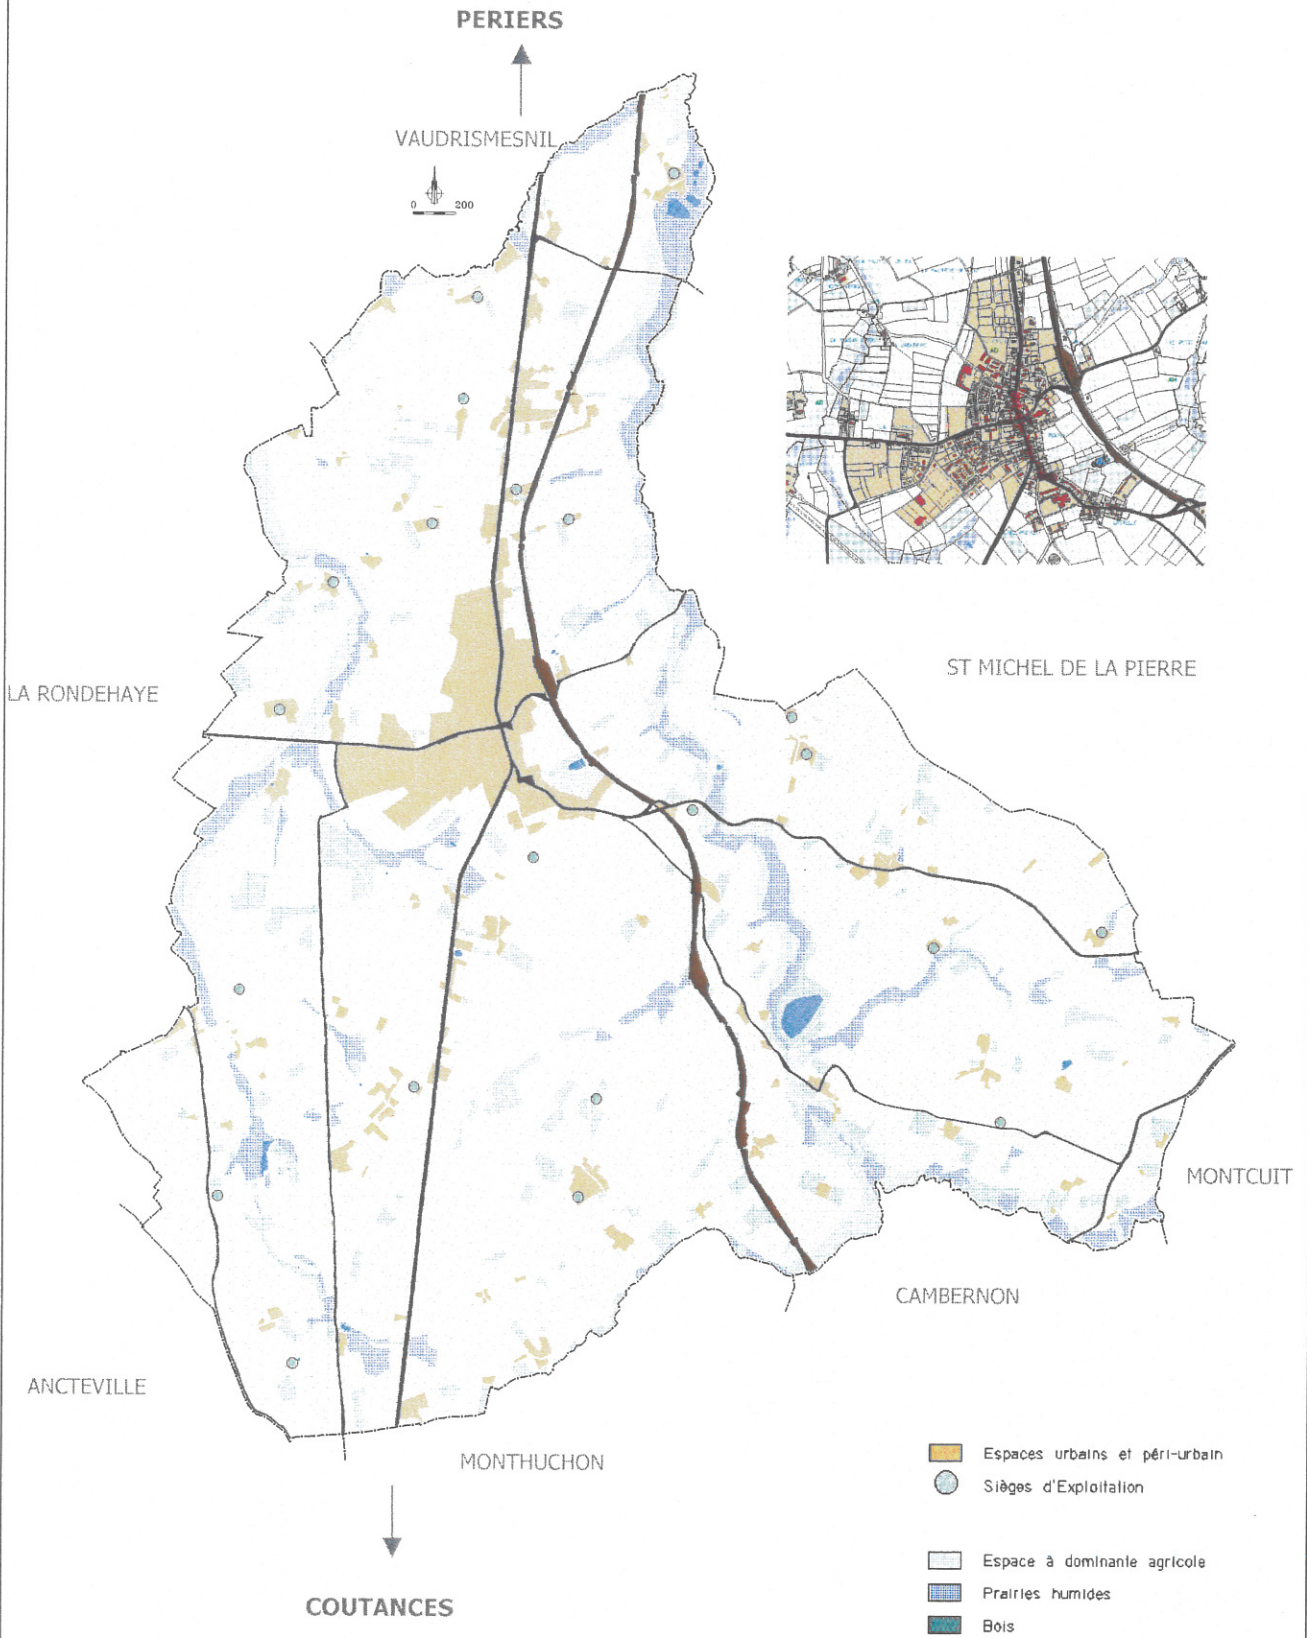 PERIERS
VAUDRISMESNIL
0 200
LA RONDEHAYE
ST MICHEL DE LA PIERRE
MONTCUIT
CAMBERNON
ANCTEVILLE
MONTHUCHON
COUTANCES
Espaces urbains et péri-urbain
Sièges d'Exploitation
Espace à dominante agricole
Prairies humides
Bois